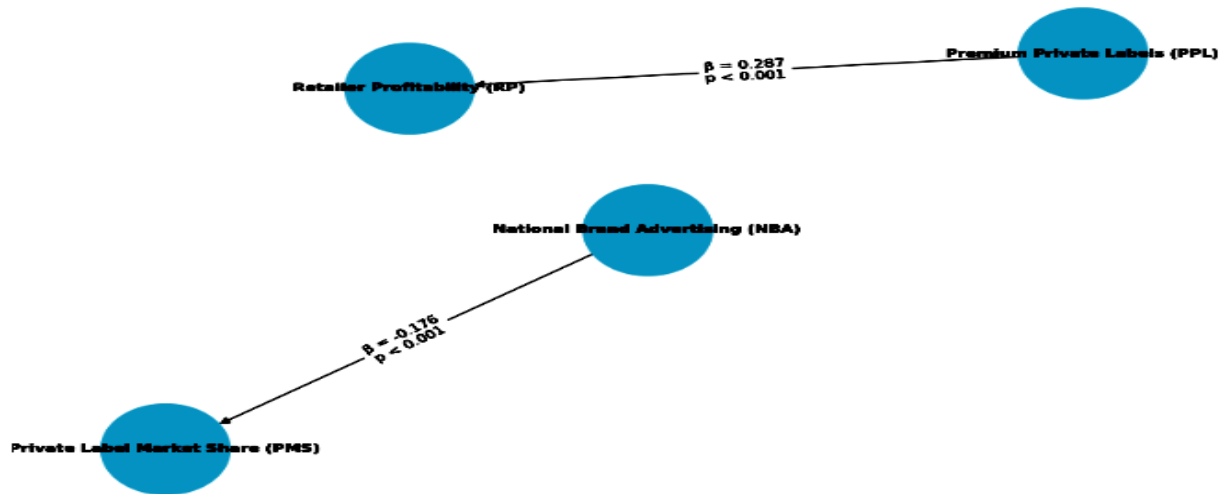 Premium Private Labels (PPL)
β = 0.287
p < 0.001
Retailer Profitability (RP)
National Brand Advertising (NBA)
β = -0.176
p < 0.001
Private Label Market Share (PMS)